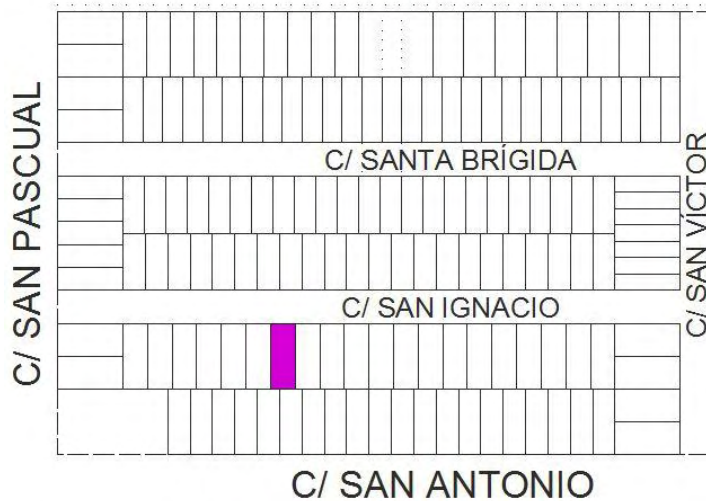 C/ SAN PASCUAL
C/ SANTA BRÍGIDA
C/ SAN VÍCTOR
C/ SAN IGNACIO
C/ SAN ANTONIO